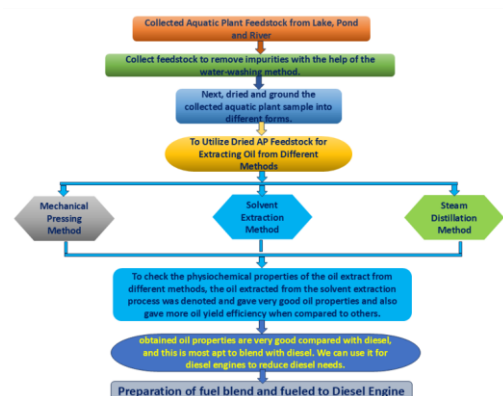 Collected Aquatic Plant Feedstock from Lake, Pond
and River
Collect feedstock to remove impurities with the help of the
water-washing method.
Next, dried and ground the
collected aquatic plant sample into
different forms.
To Utilize Dried AP Feedstock for
Extracting Oil from Different
Methods
Mechanical
Pressing
Method
Solvent
Extraction
Method
Steam
Distillation
Method
To check the physiochemical properties of the oil extract from
different methods, the oil extracted from the solvent extraction
process was denoted and gave very good oil properties and also
gave more oil yield efficiency when compared to others.
obtained oil properties are very good compared with diesel,
and this is most apt to blend with diesel. We can use it for
diesel engines to reduce diesel needs.
Preparation of fuel blend and fueled to Diesel Engine